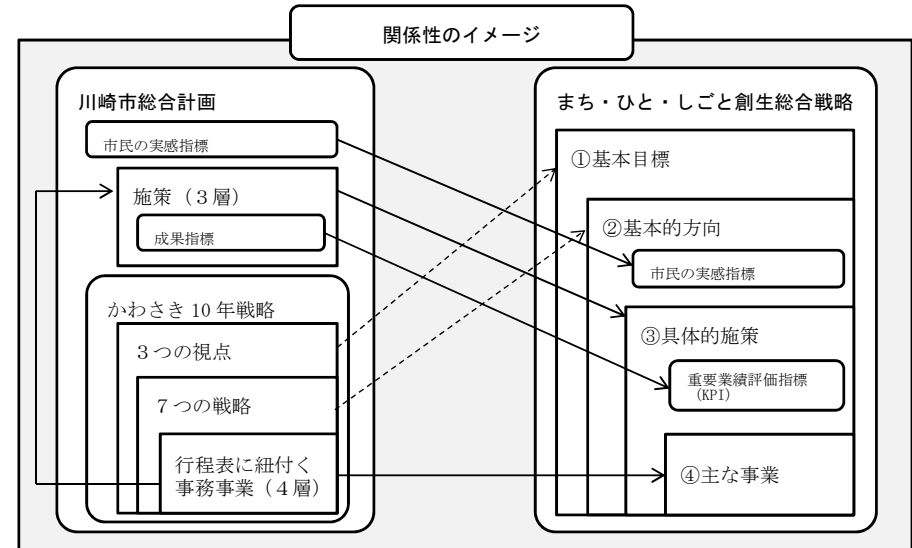 関係性のイメージ
川崎市総合計画
市民の実感指標
施策（３層）
成果指標
かわさき 10 年戦略
３つの視点
７つの戦略
行程表に紐付く
事務事業（４層）
まち・ひと・しごと創生総合戦略
①基本目標
②基本的方向
市民の実感指標
③具体的施策
重要業績評価指標
（KPI）
④主な事業